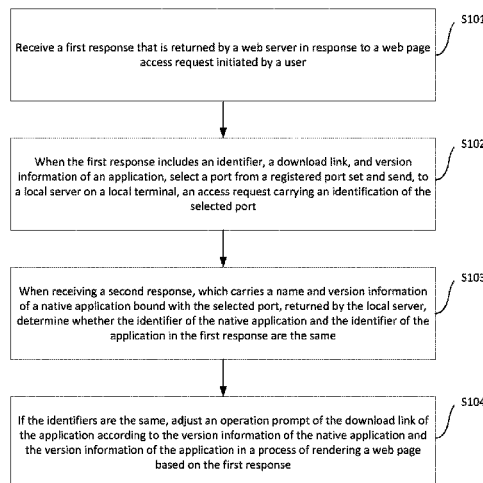 S101
Receive a first response that is returned by a web server in response to a web page
access request initiated by a user
S102
When the first response includes an identifier, a download link, and version
information of an application, select a port from a registered port set and send, to
a local server on a local terminal, an access request carrying an identification of the
selected port
S103
When receiving a second response, which carries a name and version information
of a native application bound with the selected port, returned by the local server,
determine whether the identifier of the native application and the identifier of the
application in the first response are the same
S104
If the identifiers are the same, adjust an operation prompt of the download link of
the application according to the version information of the native application and
the version information of the application in a process of rendering a web page
based on the first response